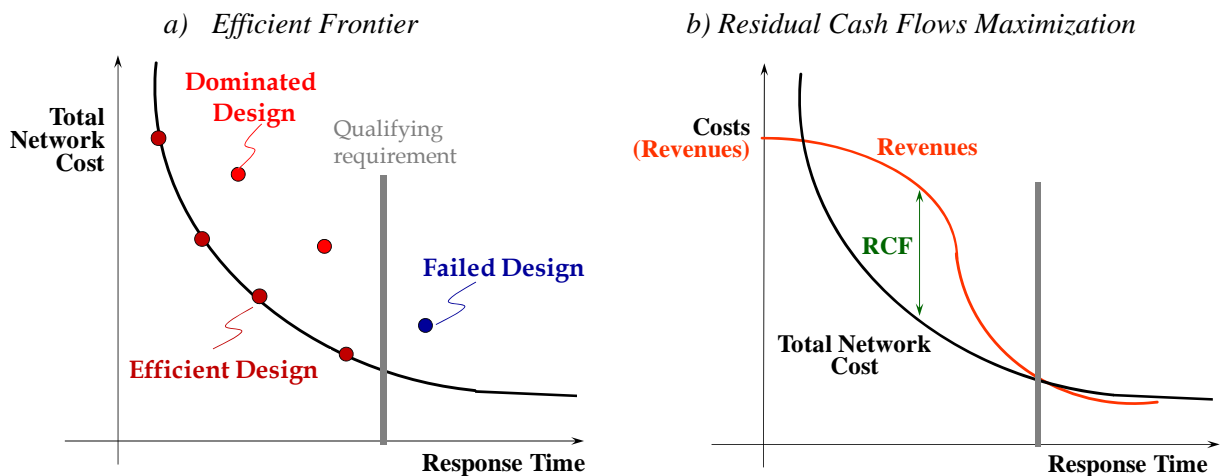 a) Efficient Frontier
Total
Network
Cost
Dominated
Design
Qualifying
requirement
Failed Design
Efficient Design
Response Time
b) Residual Cash Flows Maximization
Costs
(Revenues)
Revenues
RCF
Total Network
Cost
Response Time